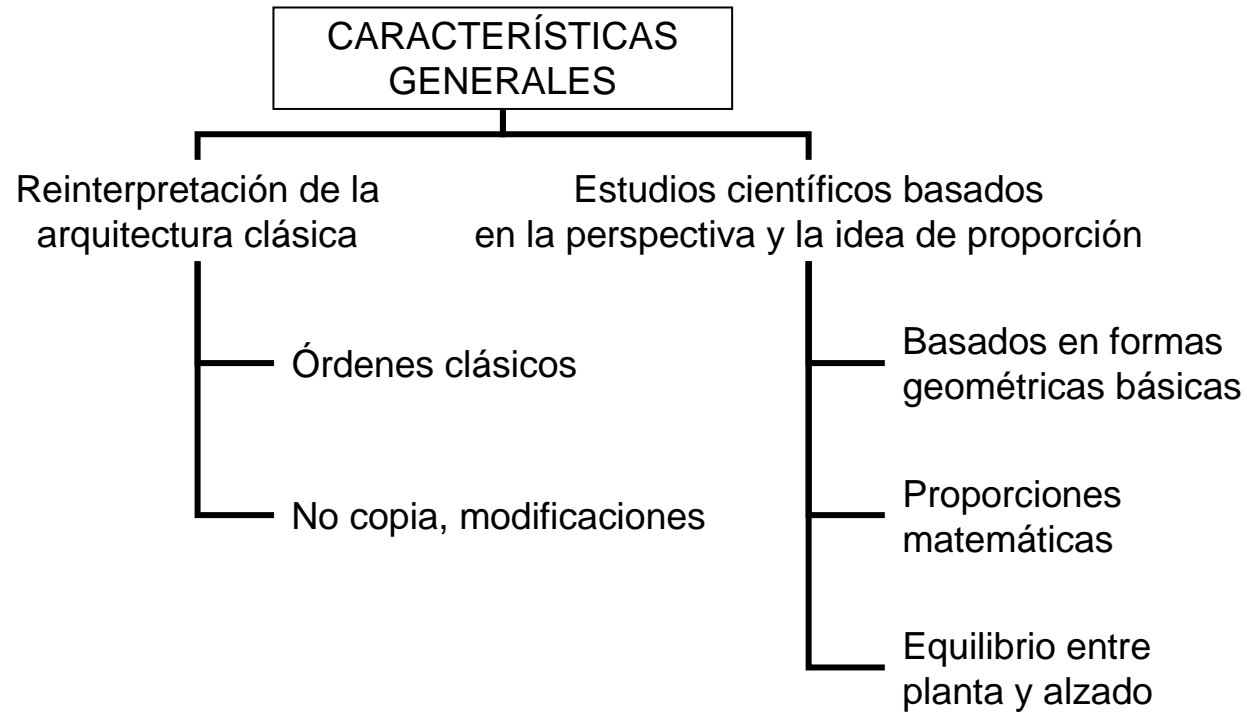 CARACTERÍSTICAS
GENERALES
Reinterpretación de la
arquitectura clásica
Órdenes clásicos
No copia, modificaciones
Estudios científicos basados
en la perspectiva y la idea de proporción
Basados en formas
geométricas básicas
Proporciones
matemáticas
Equilibrio entre
planta y alzado